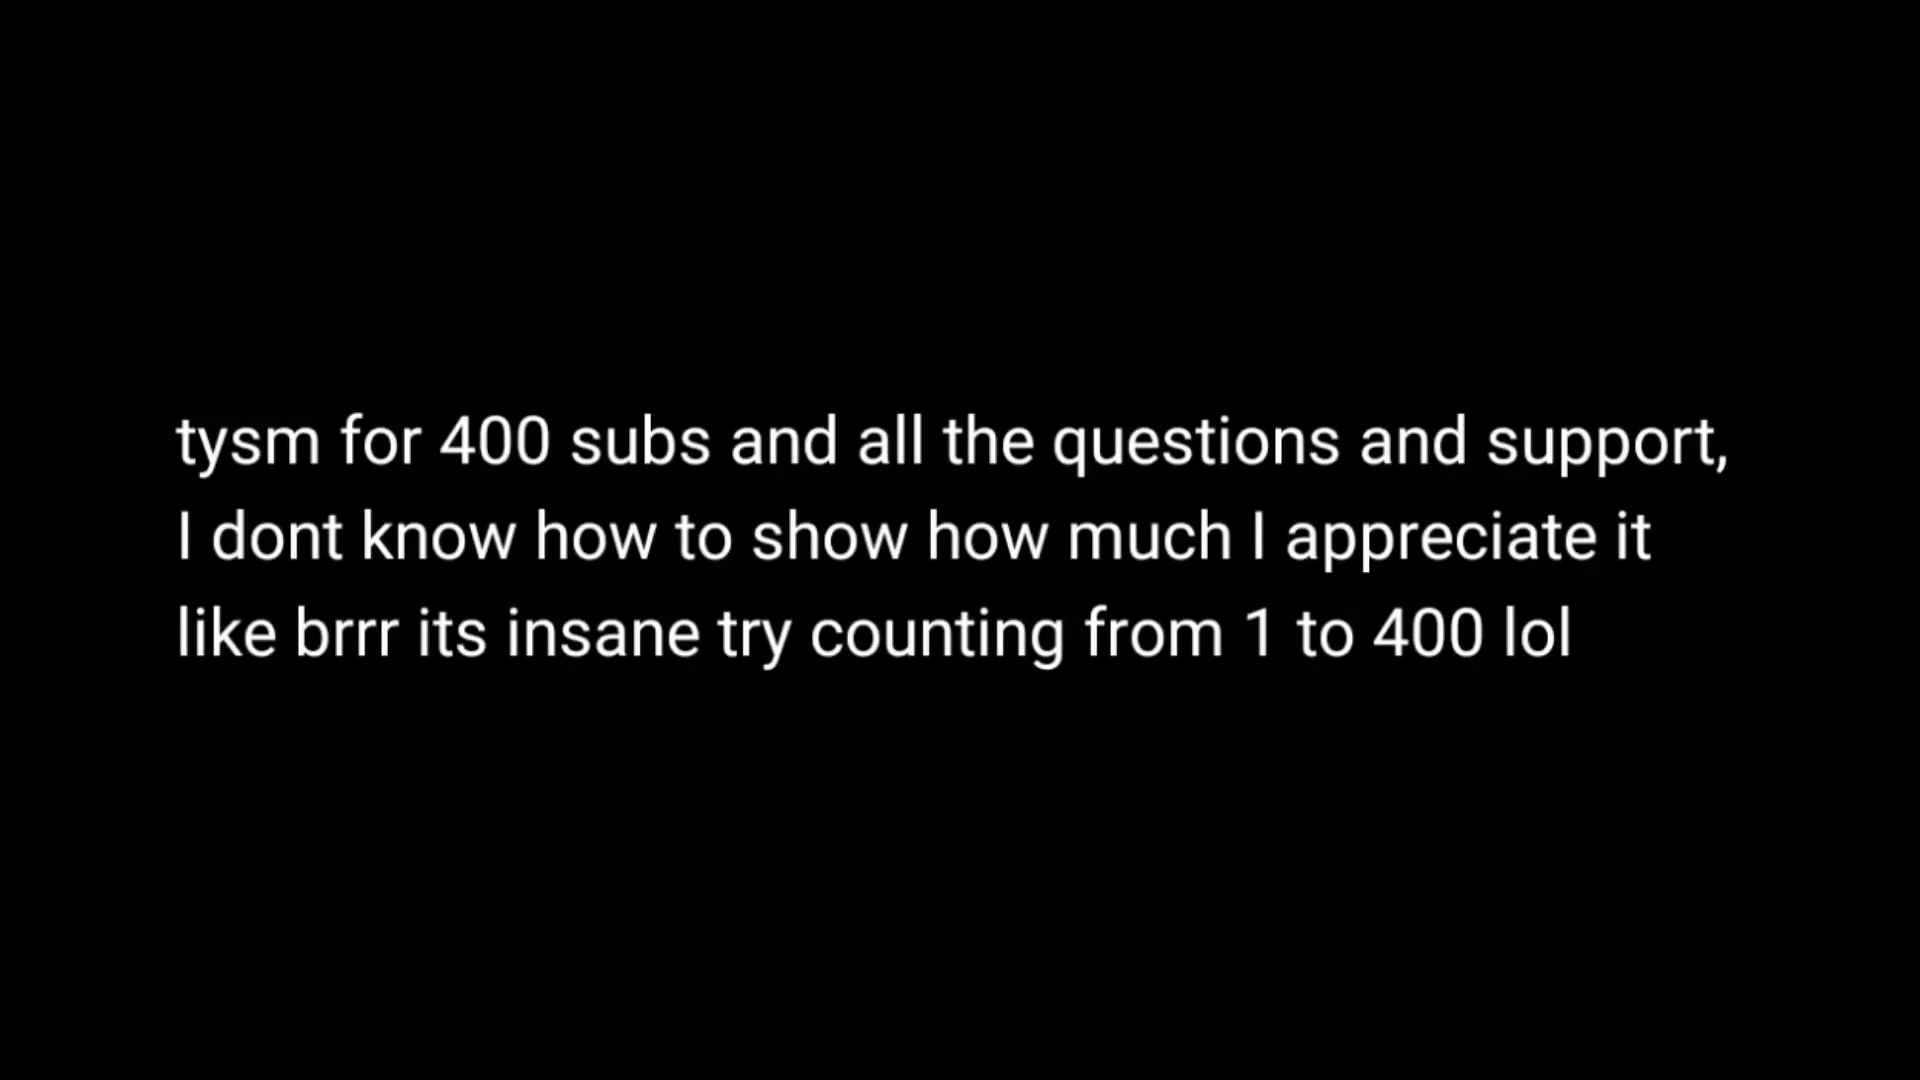 tysm for 400 subs and all the questions and support,
I dont know how to show how much I appreciate it
like brrr its insane try counting from 1 to 400 lol